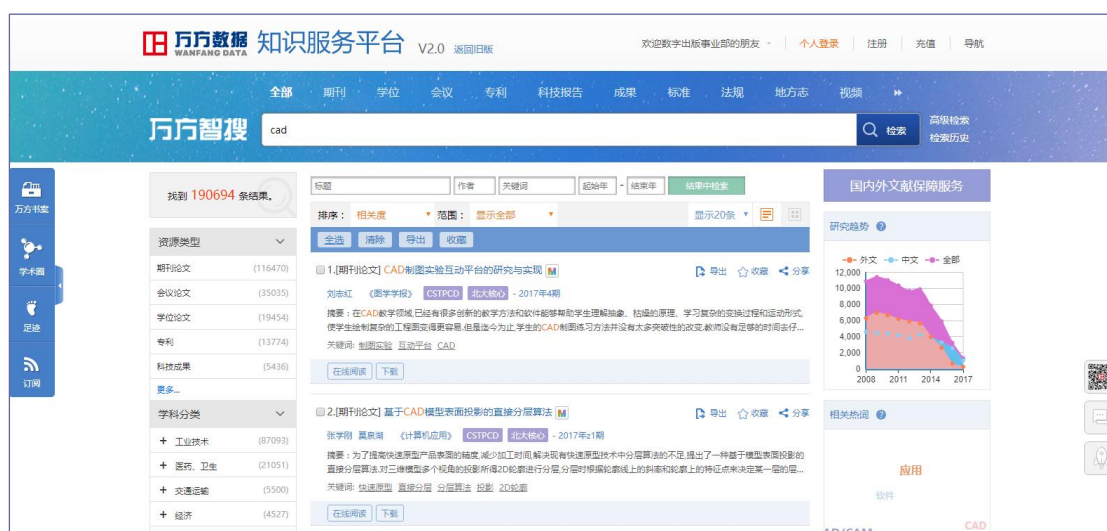 万方数据
WANFANG DATA
知识服务平台 V2.0 返回旧版
欢迎数字出版事业部的朋友 个人登录 注册 充值 导航
全部 期刊 学位 会议 专利 科技报告 成果 标准 法规 地方志 视频
万方智搜 cad 检索 高级检索
检索历史
万方书案
学术圈
足迹
订阅
找到 190694 条结果。
资源类型
期刊论文 (116470)
会议论文 (35035)
学位论文 (19454)
专利 (13774)
科技成果 (5436)
更多...
学科分类
+ 工业技术 (87093)
+ 医药、卫生 (21051)
+ 交通运输 (5500)
+ 经济 (4527)
标题 作者 关键词 起始年 - 结束年 结果中检索
排序: 相关度 范围: 显示全部 显示20条
全选 清除 导出 收藏
1.[期刊论文] CAD制图实验互动平台的研究与实现 M 导出 收藏 分享
刘志红 《图学学报》 CSTPCD 北大核心 - 2017年4期
摘要:在CAD教学领域,已经有很多创新的教学方法和软件能够帮助学生理解抽象、枯燥的原理、学习复杂的变换过程和运动形式,
使学生绘制复杂的工程图变得更容易.但是迄今为止,学生的CAD制图练习方法并没有太多突破性的改变,教师没有足够的时间去仔...
关键词: 制图实验 互动平台 CAD
在线阅读 下载
2.[期刊论文] 基于CAD模型表面投影的直接分层算法 M 导出 收藏 分享
张学刚 莫泉湖 《计算机应用》 CSTPCD 北大核心 - 2017年z1期
摘要:为了提高快速原型产品表面的精度,减少加工时间,解决现有快速原型技术中分层算法的不足,提出了一种基于模型表面投影的
直接分层算法.对三维模型多个视角的投影所得2D轮廓进行分层,分层时根据轮廓线上的斜率和轮廓上的特征点来决定某一层的层...
关键词: 快速原型 直接分层 分层算法 投影 2D轮廓
在线阅读 下载
国内外文献保障服务
研究趋势
外文 中文 全部
12,000
10,000
8,000
6,000
4,000
2,000
0
2008 2011 2014 2017
相关热词
应用
软件
CAD